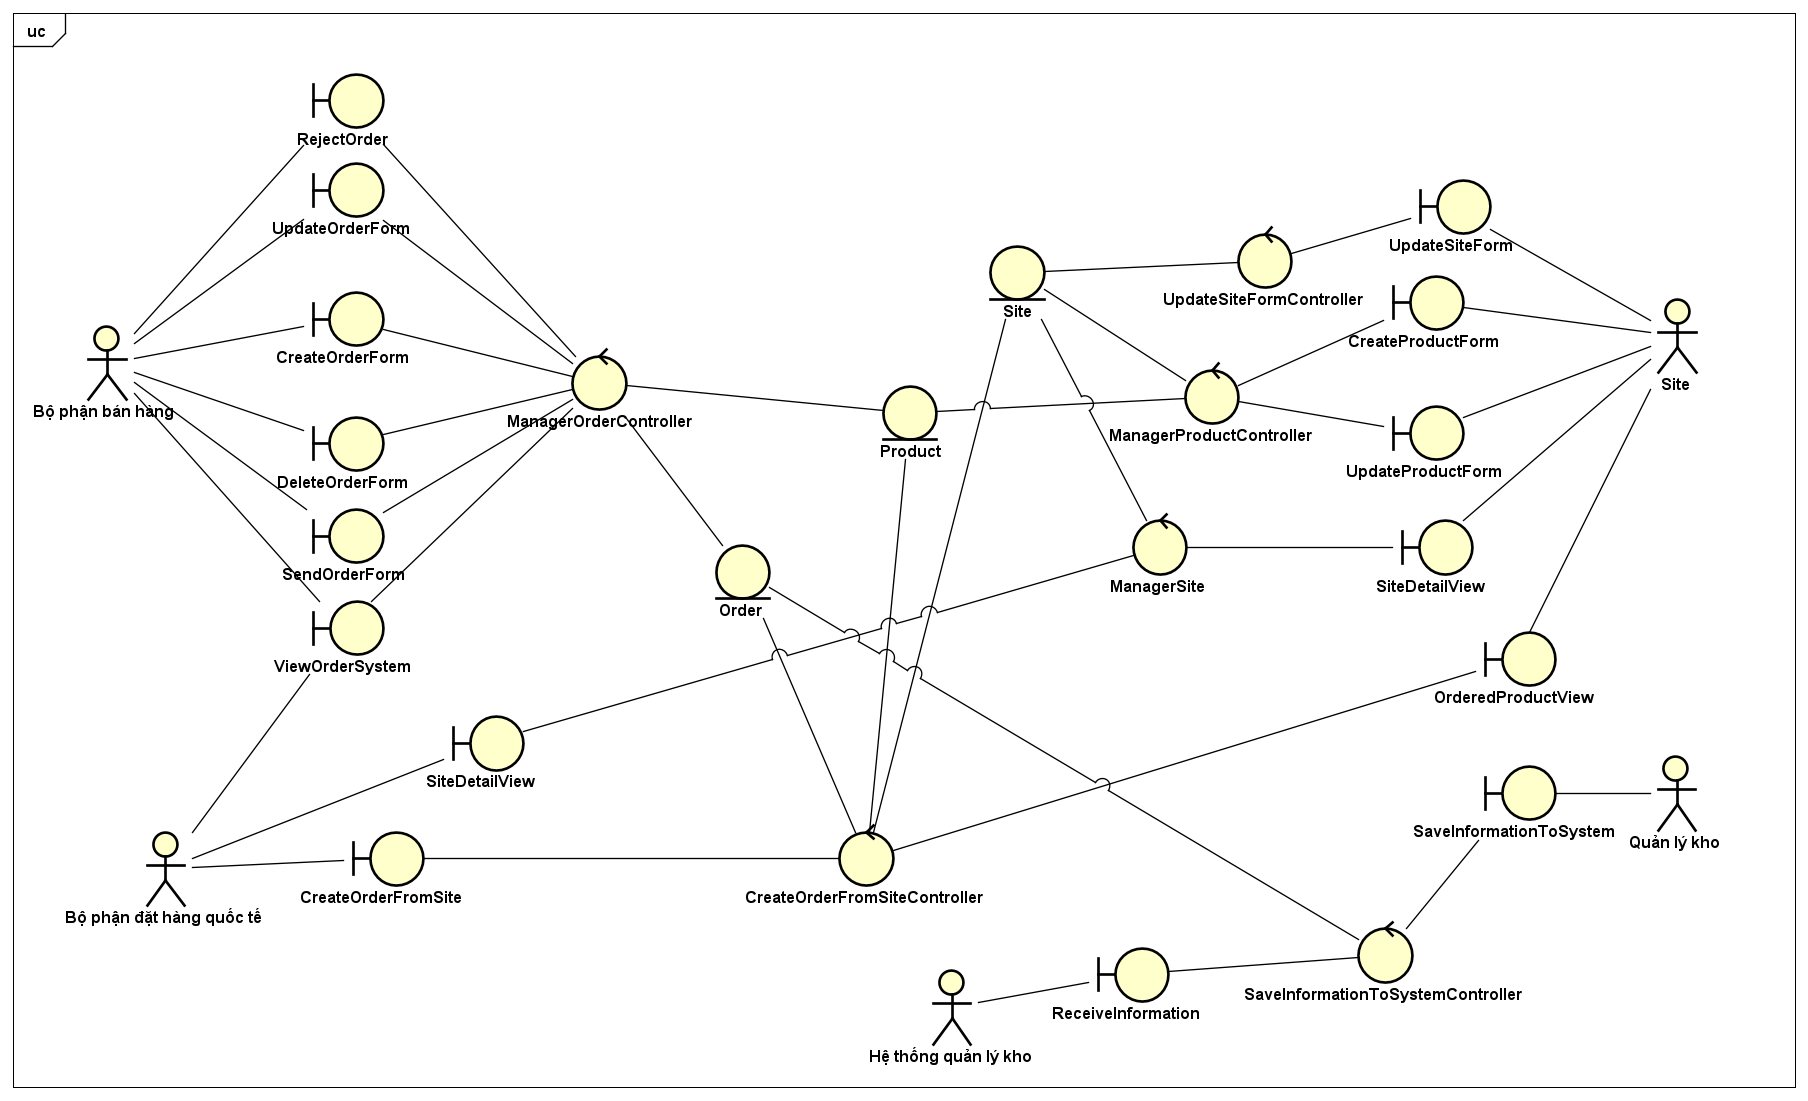 uc
RejectOrder
UpdateOrderForm
UpdateSiteForm
UpdateSiteFormController
Site
CreateProductForm
CreateOrderForm
Site
Bộ phận bán hàng
ManagerOrderController
ManagerProductController
Product
UpdateProductForm
DeleteOrderForm
SendOrderForm
ManagerSite
SiteDetailView
Order
ViewOrderSystem
OrderedProductView
SiteDetailView
SaveInformationToSystem
Quản lý kho
CreateOrderFromSite
CreateOrderFromSiteController
Bộ phận đặt hàng quốc tế
SaveInformationToSystemController
ReceiveInformation
Hệ thống quản lý kho